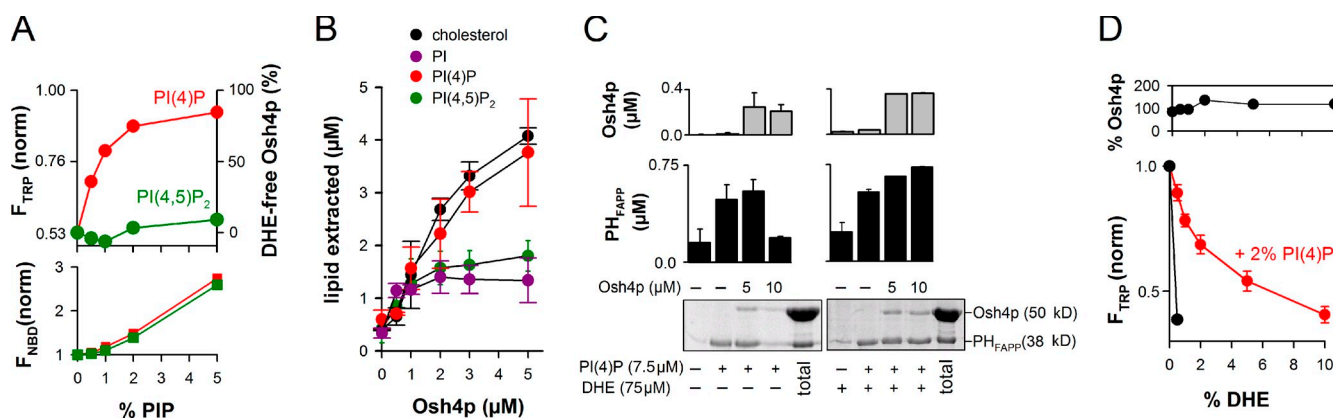 A
F_TRP (norm)
1.00
0.76
0.53
PI(4)P
PI(4,5)P₂
100
50
0
DHE-free Osh4p (%)
F_NBD(norm)
3
2
1
0 1 2 3 4 5
% PIP
B
cholesterol
PI
PI(4)P
PI(4,5)P₂
lipid extracted (µM)
5
4
3
2
1
0
0 1 2 3 4 5
Osh4p (µM)
C
Osh4p (µM)
0.4
0.0
PH_FAPP (µM)
0.75
0.00
Osh4p (µM) – – 5 10 – – 5 10
Osh4p (50 kD)
PH_FAPP (38 kD)
PI(4)P (7.5µM) – + + + total – + + + total
DHE (75µM) – – – – + + + +
D
% Osh4p
200
100
0
F_TRP (norm)
1.0
0.5
+ 2% PI(4)P
0 2 4 6 8 10
% DHE